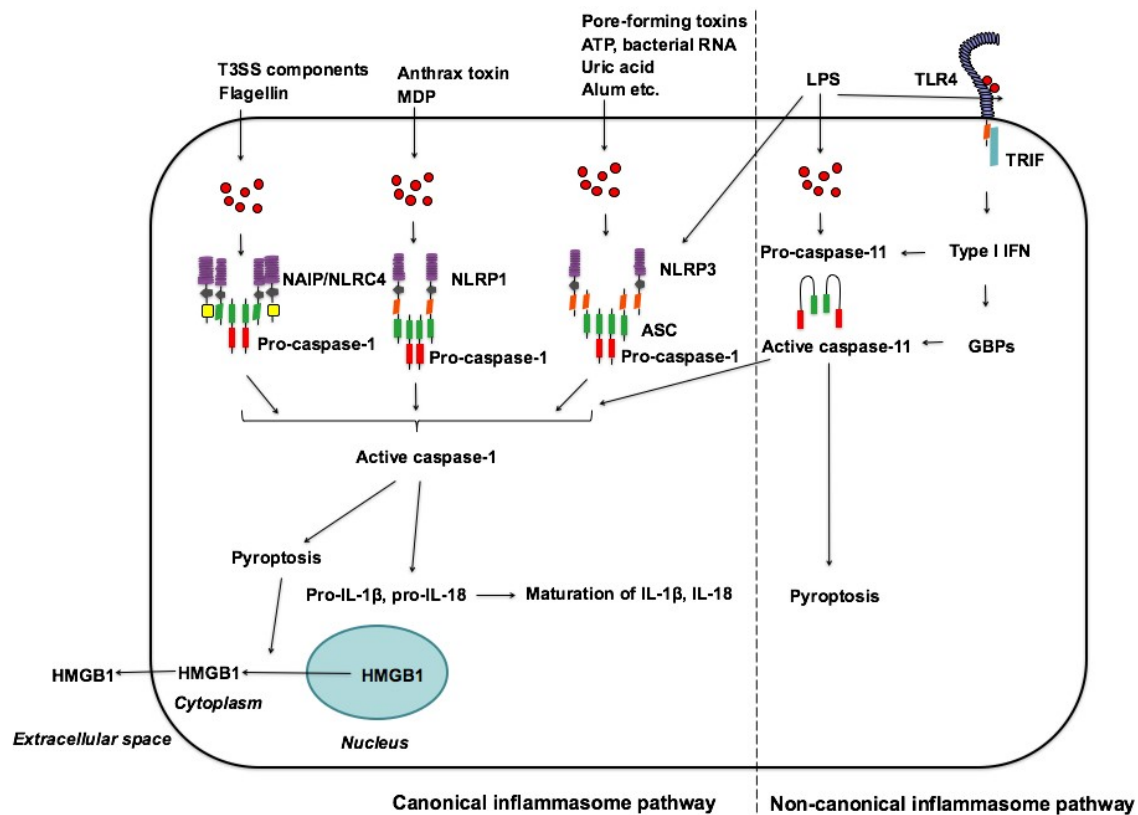 T3SS components
Flagellin
Anthrax toxin
MDP
Pore-forming toxins
ATP, bacterial RNA
Uric acid
Alum etc.
LPS
TLR4
TRIF
NAIP/NLRC4
NLRP1
NLRP3
Pro-caspase-11
Type I IFN
ASC
Pro-caspase-1
Pro-caspase-1
Pro-caspase-1
Active caspase-11
GBPs
Active caspase-1
Pyroptosis
Pro-IL-1β, pro-IL-18
Maturation of IL-1β, IL-18
Pyroptosis
HMGB1
HMGB1
HMGB1
Cytoplasm
Extracellular space
Nucleus
Canonical inflammasome pathway
Non-canonical inflammasome pathway